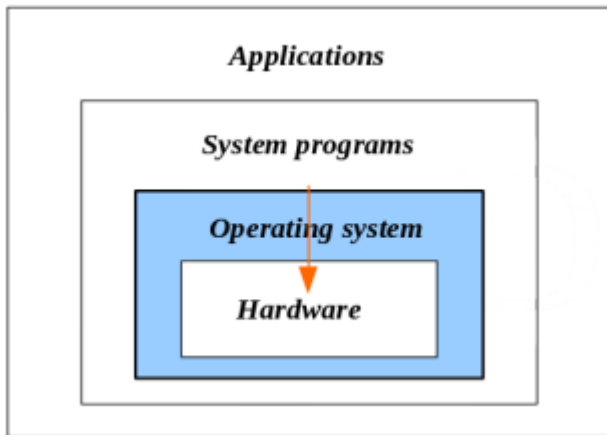 Applications
System programs
Operating system
Hardware